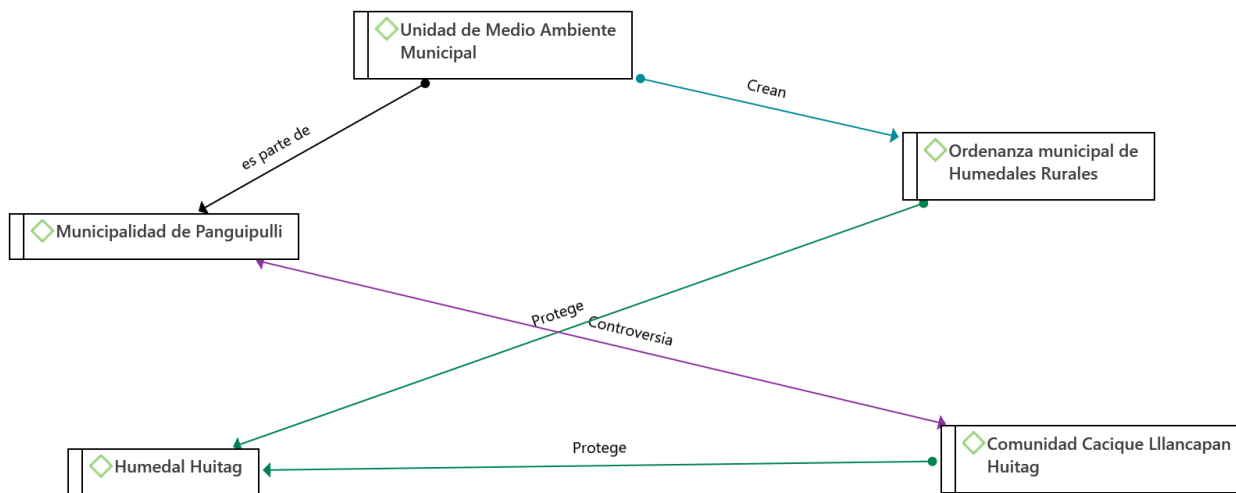 Unidad de Medio Ambiente
Municipal
Crean
es parte de
Ordenanza municipal de
Humedales Rurales
Municipalidad de Panguipulli
Protege
Controversia
Humedal Huitag
Protege
Comunidad Cacique Lllancapan
Huitag